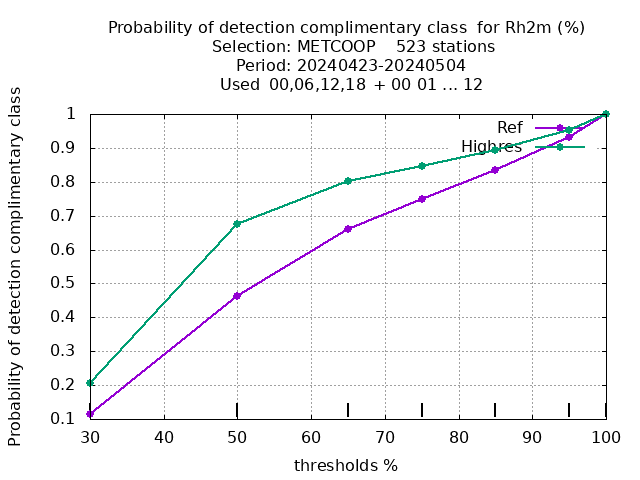 Probability of detection complimentary class  for Rh2m (%)
Selection: METCOOP    523 stations
Period: 20240423-20240504
Used  00,06,12,18  + 00 01 ... 12
Probability of detection complimentary class
1
0.9
0.8
0.7
0.6
0.5
0.4
0.3
0.2
0.1
Ref
Highres
30 40 50 60 70 80 90 100
thresholds %